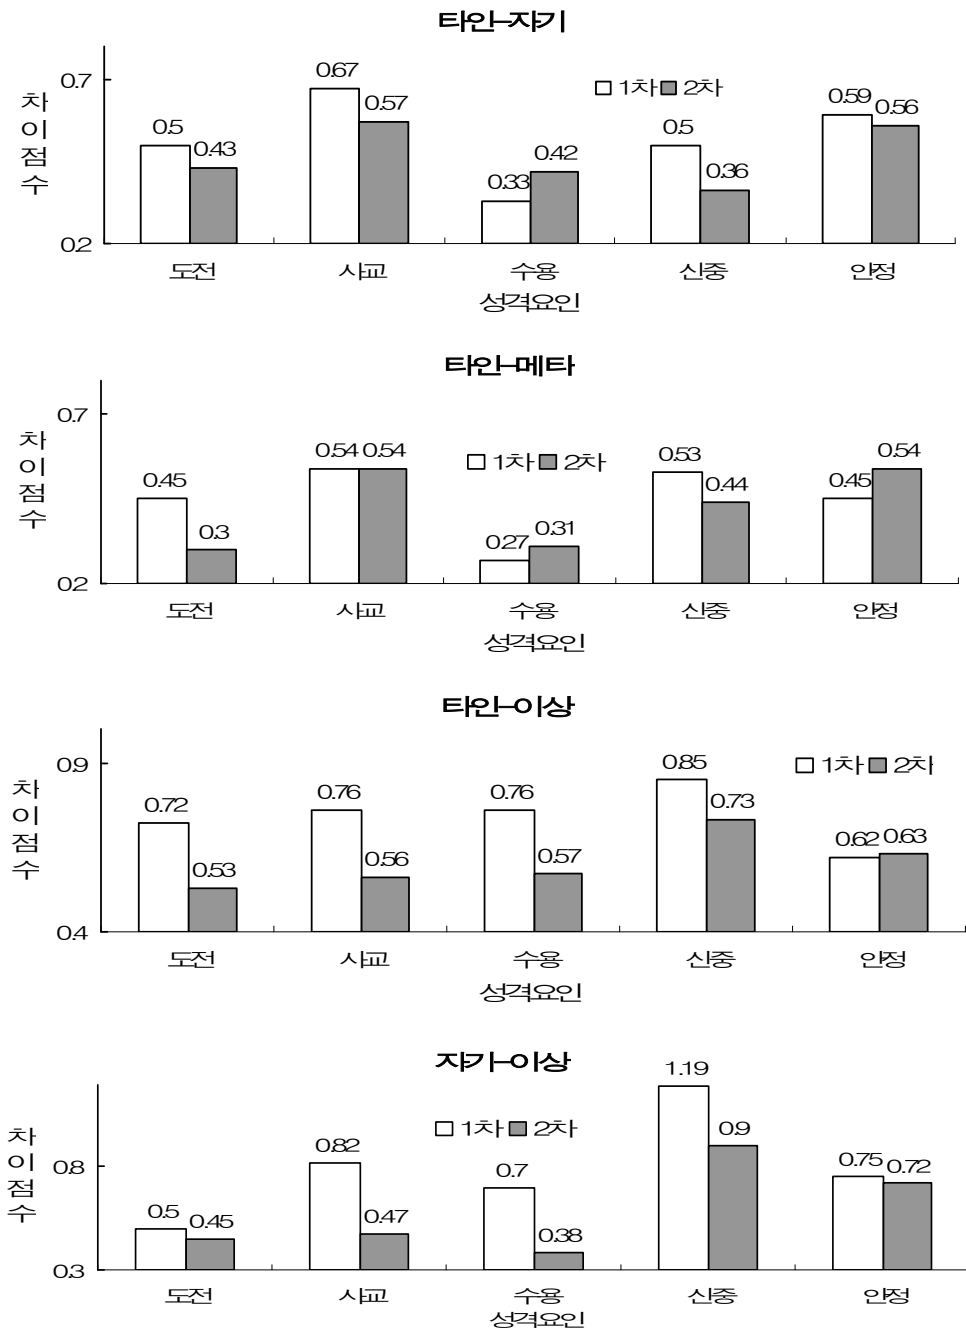 타인-자기
차이점수
0.7
0.2
1차 2차
0.5 0.43 0.67 0.57 0.33 0.42 0.5 0.36 0.59 0.56
도전 사교 수용 신중 안정
성격요인
타인-메타
차이점수
0.7
0.2
1차 2차
0.45 0.3 0.54 0.54 0.27 0.31 0.53 0.44 0.45 0.54
도전 사교 수용 신중 안정
성격요인
타인-이상
차이점수
0.9
0.4
1차 2차
0.72 0.53 0.76 0.56 0.76 0.57 0.85 0.73 0.62 0.63
도전 사교 수용 신중 안정
성격요인
자기-이상
차이점수
0.8
0.3
1차 2차
0.5 0.45 0.82 0.47 0.7 0.38 1.19 0.9 0.75 0.72
도전 사교 수용 신중 안정
성격요인